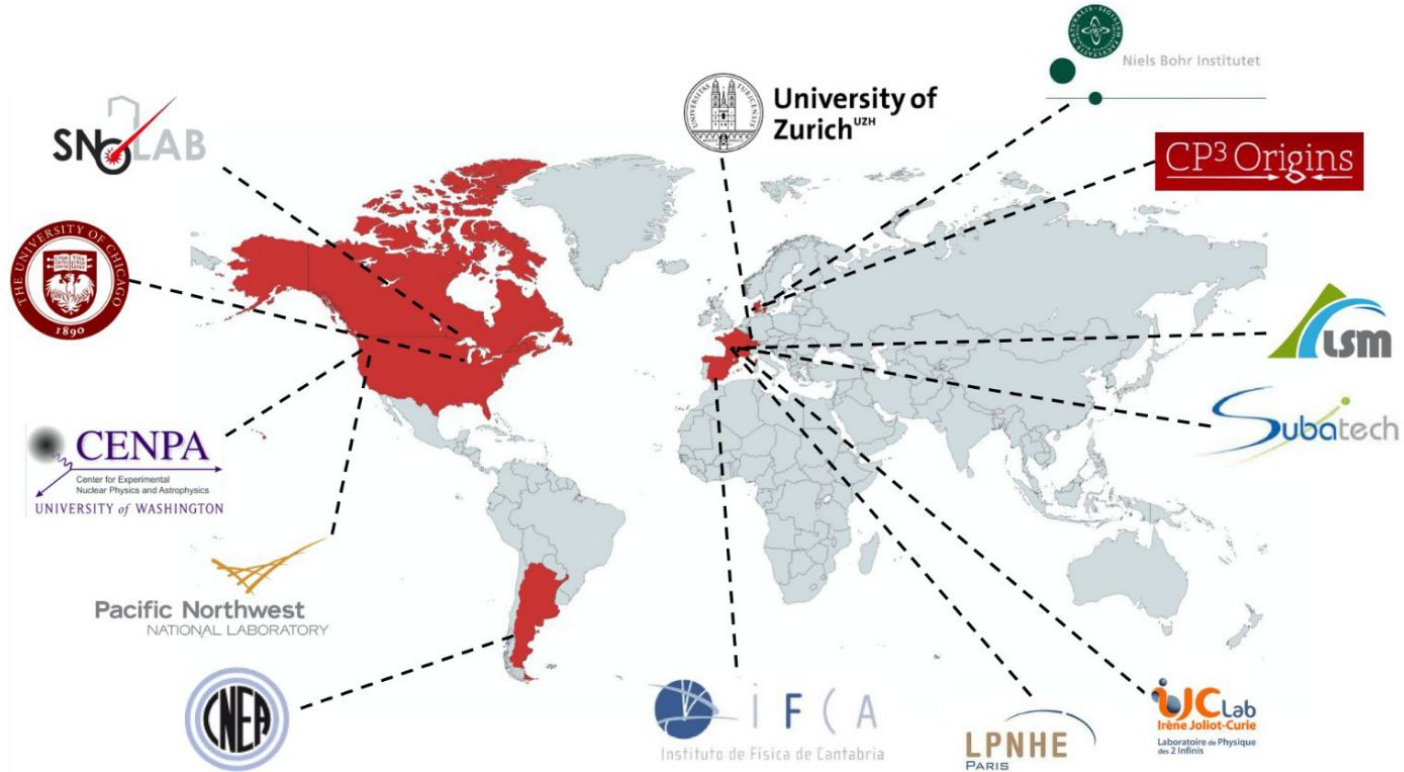 Niels Bohr Institutet
University of
Zurich UZH
SNOLAB
CP³ Origins
THE UNIVERSITY OF CHICAGO
1890
LSM
Subatech
CENPA
Center for Experimental
Nuclear Physics and Astrophysics
UNIVERSITY of WASHINGTON
Pacific Northwest
NATIONAL LABORATORY
CNEA
IFCA
Instituto de Física de Cantabria
LPNHE
PARIS
iJCLab
Irène Joliot-Curie
Laboratoire de Physique
des 2 Infinis